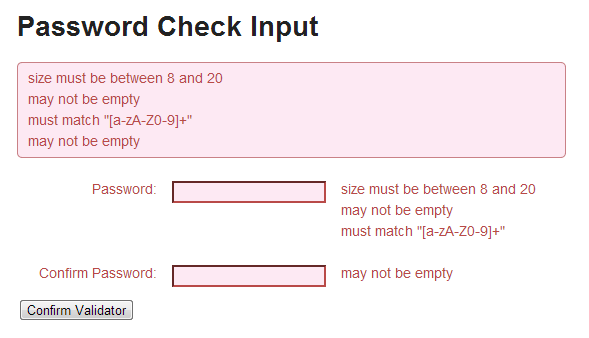 Password Check Input
size must be between 8 and 20
may not be empty
must match "[a-zA-Z0-9]+"
may not be empty
Password:
size must be between 8 and 20
may not be empty
must match "[a-zA-Z0-9]+"
Confirm Password:
may not be empty
Confirm Validator